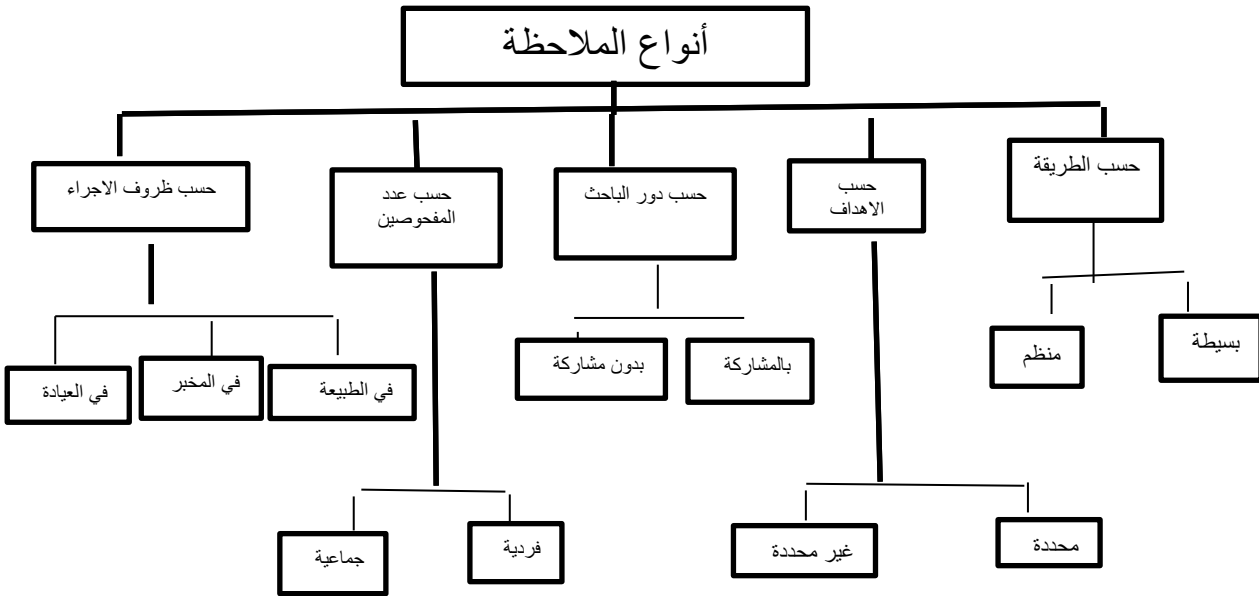 أنواع الملاحظة
حسب الطريقة
حسب
الاهداف
حسب دور الباحث
حسب عدد
المفحوصين
حسب ظروف الاجراء
بسيطة
منظم
بالمشاركة
بدون مشاركة
في الطبيعة
في المخبر
في العيادة
محددة
غير محددة
فردية
جماعية